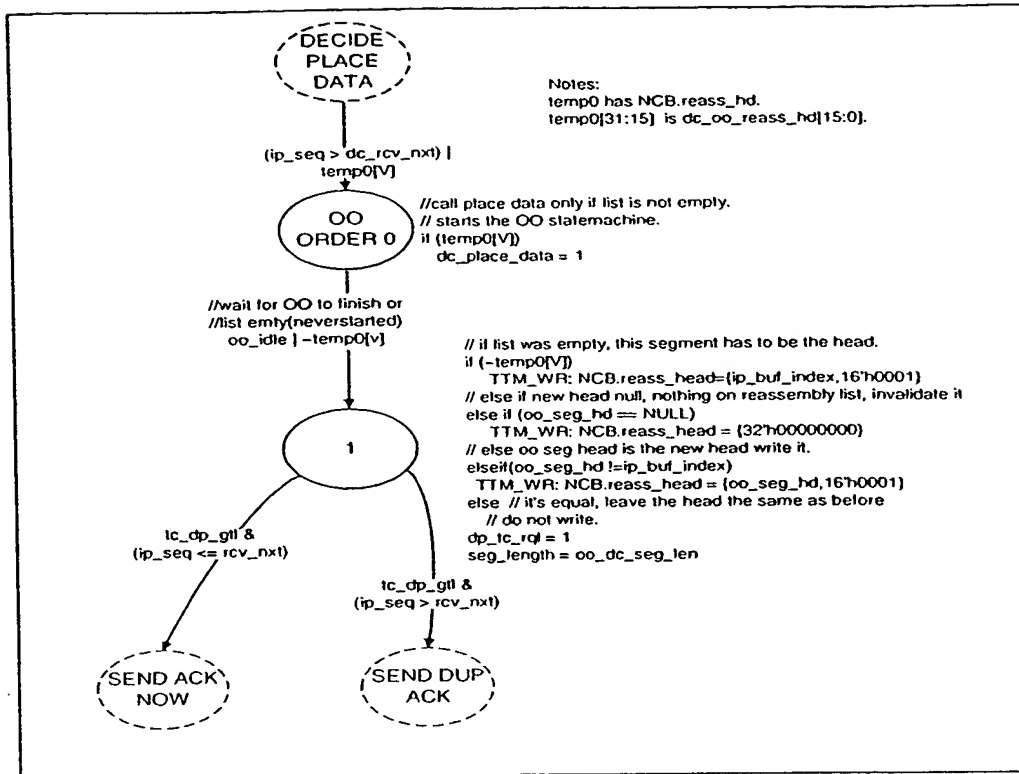 DECIDE
PLACE
DATA
Notes:
temp0 has NCB.reass_hd.
temp0[31:15] is dc_oo_reass_hd[15:0].
(ip_seq > dc_rcv_nxt) |
temp0[V]
OO
ORDER 0
//call place data only if list is not empty.
// starts the OO statemachine.
if (temp0[V])
dc_place_data = 1
//wait for OO to finish or
//list emty(neverstarted)
oo_idle | ~temp0[v]
// if list was empty, this segment has to be the head.
if (~temp0[V])
TTM_WR: NCB.reass_head={ip_buf_index,16'h0001}
// else if new head null, nothing on reassembly list, invalidate it
else if (oo_seg_hd == NULL)
TTM_WR: NCB.reass_head = {32'h00000000}
// else oo seg head is the new head write it.
elseif(oo_seg_hd !=ip_buf_index)
TTM_WR: NCB.reass_head = {oo_seg_hd,16'h0001}
else // it's equal, leave the head the same as before
// do not write.
dp_tc_rqt = 1
seg_length = oo_dc_seg_len
1
tc_dp_gtl &
(ip_seq <= rcv_nxt)
tc_dp_gtl &
(ip_seq > rcv_nxt)
SEND ACK
NOW
SEND DUP
ACK